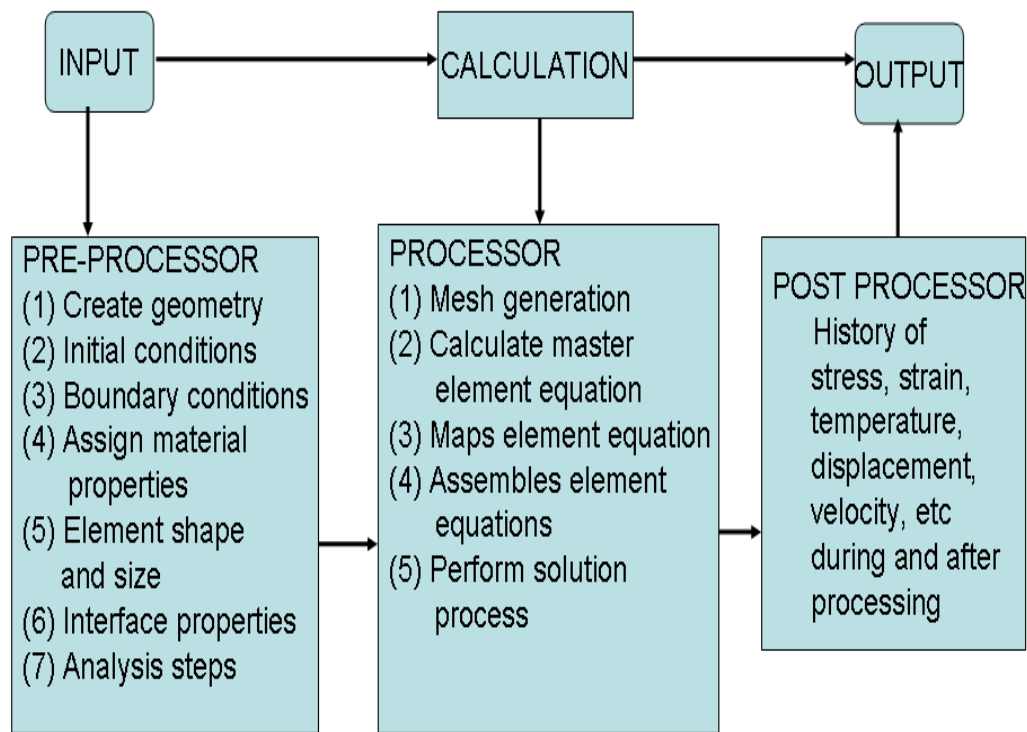 INPUT
CALCULATION
OUTPUT
PRE-PROCESSOR
(1) Create geometry
(2) Initial conditions
(3) Boundary conditions
(4) Assign material
properties
(5) Element shape
and size
(6) Interface properties
(7) Analysis steps
PROCESSOR
(1) Mesh generation
(2) Calculate master
element equation
(3) Maps element equation
(4) Assembles element
equations
(5) Perform solution
process
POST PROCESSOR
History of
stress, strain,
temperature,
displacement,
velocity, etc
during and after
processing